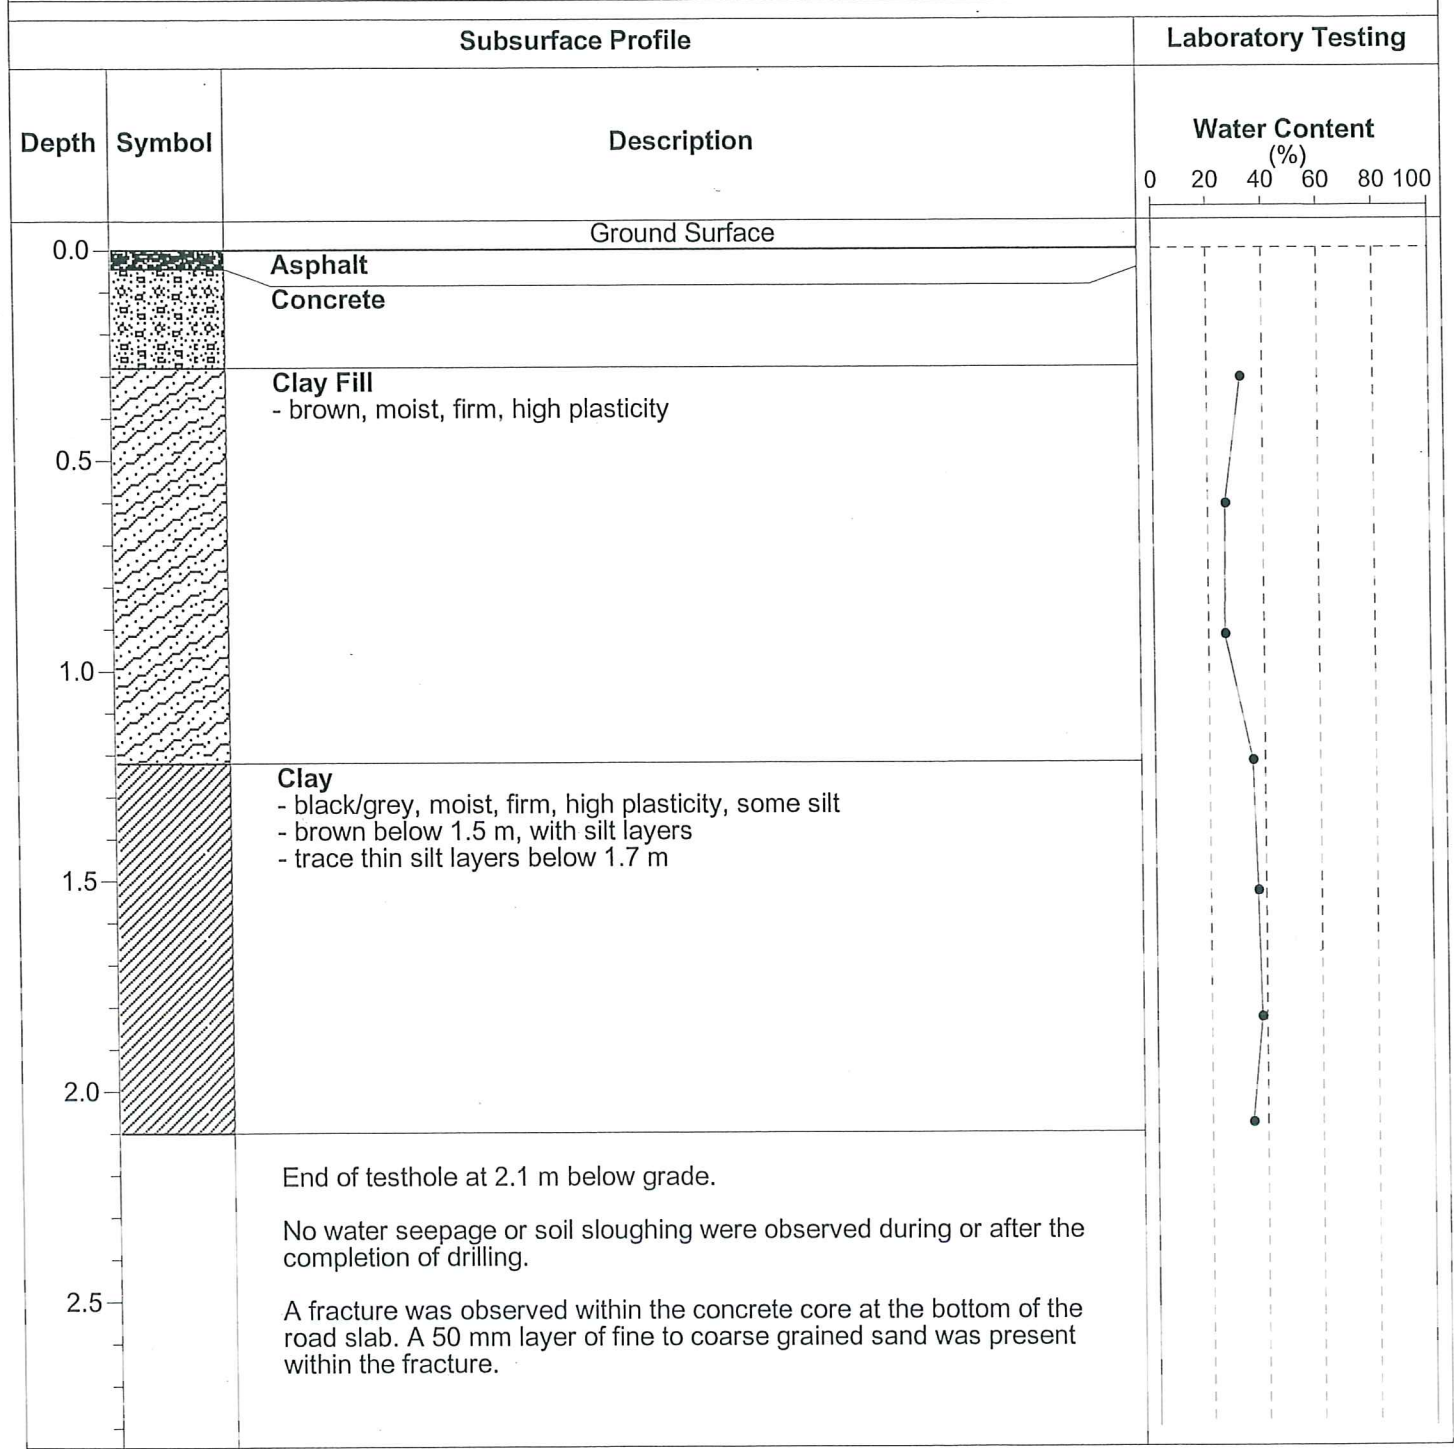 Subsurface Profile
Laboratory Testing
Depth
Symbol
Description
Water Content
(%)
0 20 40 60 80 100
Ground Surface
0.0
Asphalt
Concrete
Clay Fill
- brown, moist, firm, high plasticity
0.5
1.0
Clay
- black/grey, moist, firm, high plasticity, some silt
- brown below 1.5 m, with silt layers
- trace thin silt layers below 1.7 m
1.5
2.0
End of testhole at 2.1 m below grade.
No water seepage or soil sloughing were observed during or after the
completion of drilling.
2.5
A fracture was observed within the concrete core at the bottom of the
road slab. A 50 mm layer of fine to coarse grained sand was present
within the fracture.